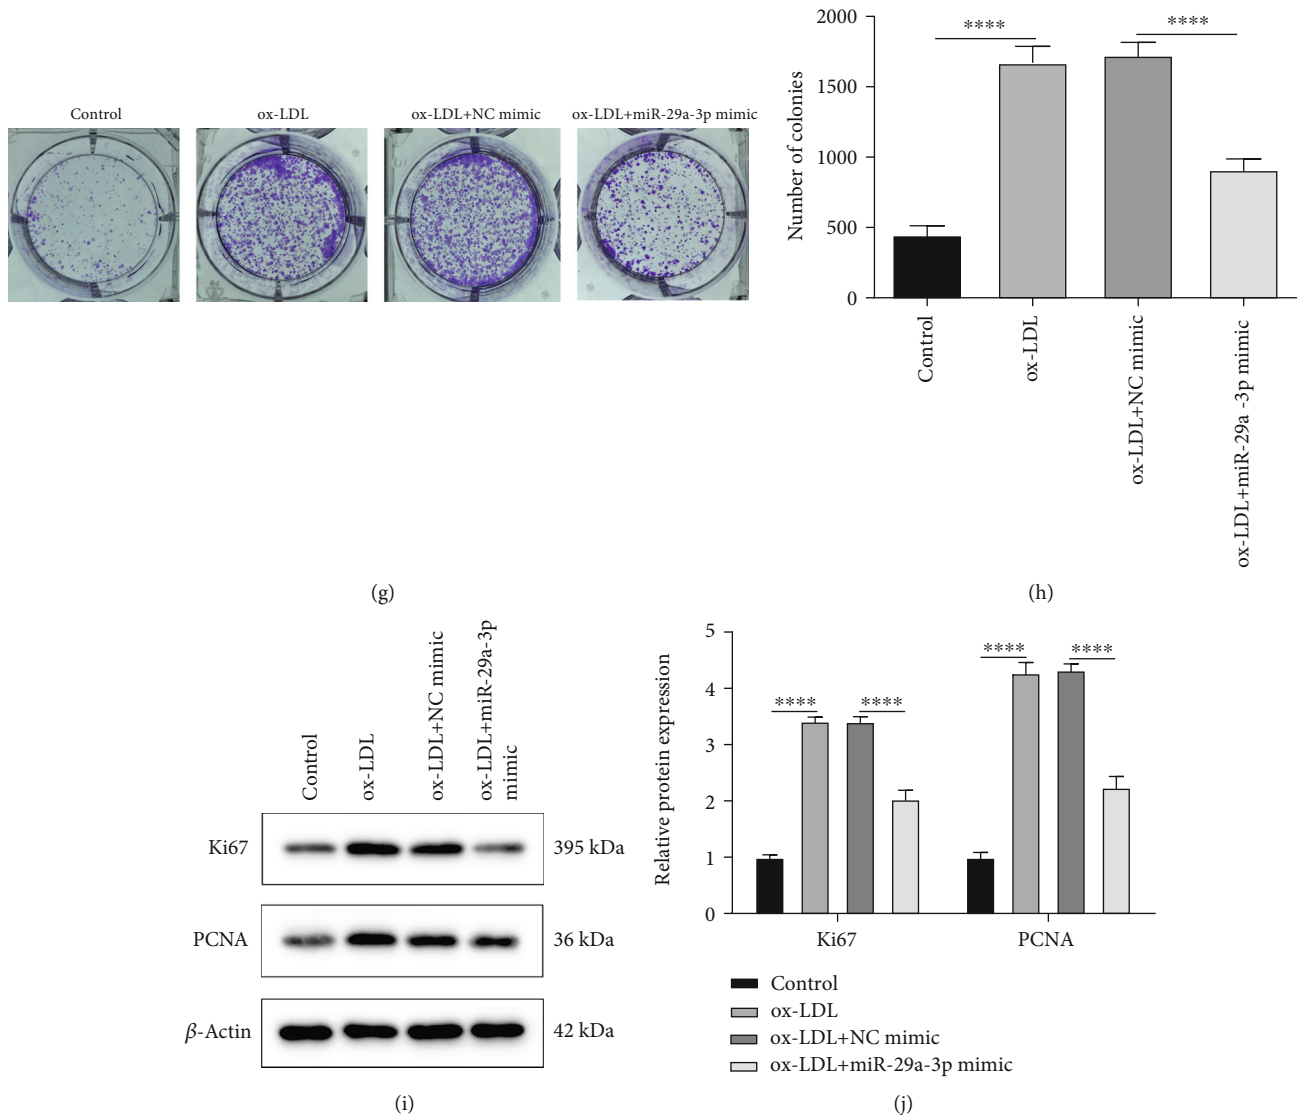 Control
ox-LDL
ox-LDL+NC mimic
ox-LDL+miR-29a-3p mimic
(g)
Number of colonies
2000
1500
1000
500
0
****
****
Control
ox-LDL
ox-LDL+NC mimic
ox-LDL+miR-29a -3p mimic
(h)
Control
ox-LDL
ox-LDL+NC mimic
ox-LDL+miR-29a-3p
mimic
Ki67
395 kDa
PCNA
36 kDa
β-Actin
42 kDa
(i)
Relative protein expression
5
4
3
2
1
0
****
****
****
****
Ki67
PCNA
Control
ox-LDL
ox-LDL+NC mimic
ox-LDL+miR-29a-3p mimic
(j)